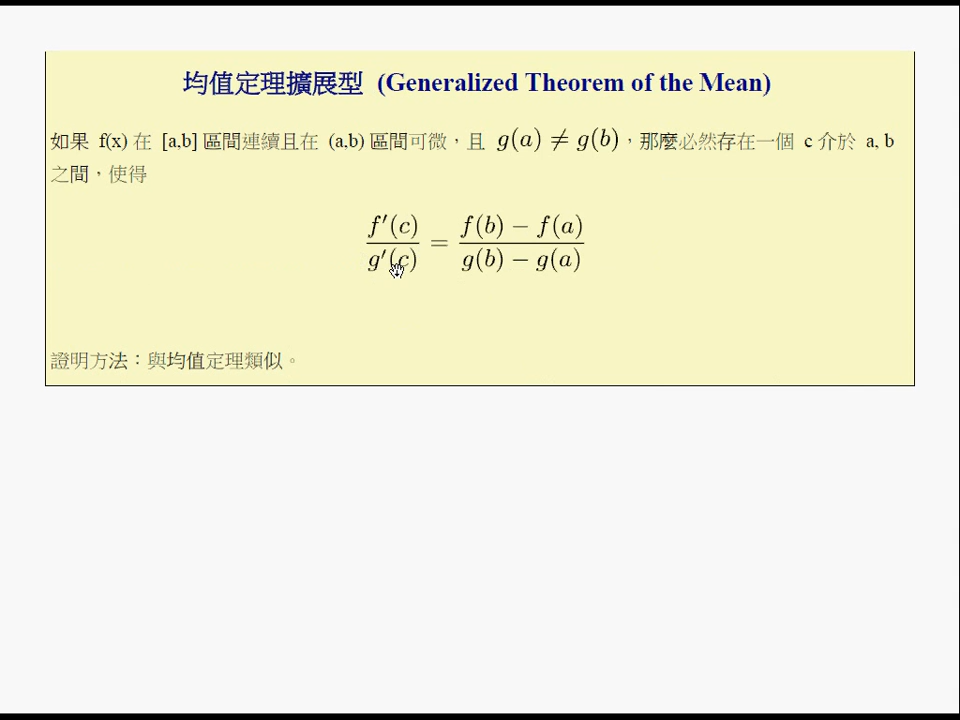 均值定理擴展型 (Generalized Theorem of the Mean)
如果 f(x) 在 [a,b] 區間連續且在 (a,b) 區間可微，且 g(a) ≠ g(b)，那麼必然存在一個 c 介於 a, b
之間，使得
f′(c)/g′(c) = (f(b) − f(a))/(g(b) − g(a))
證明方法：與均值定理類似。